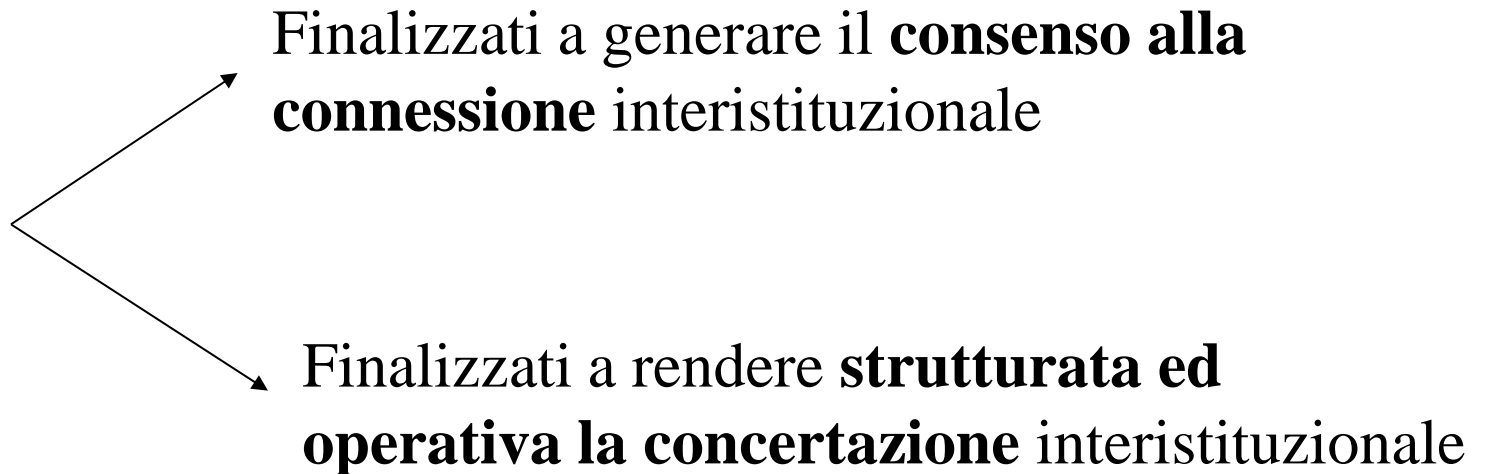 Finalizzati a generare il consenso alla
connessione interistituzionale
Finalizzati a rendere strutturata ed
operativa la concertazione interistituzionale